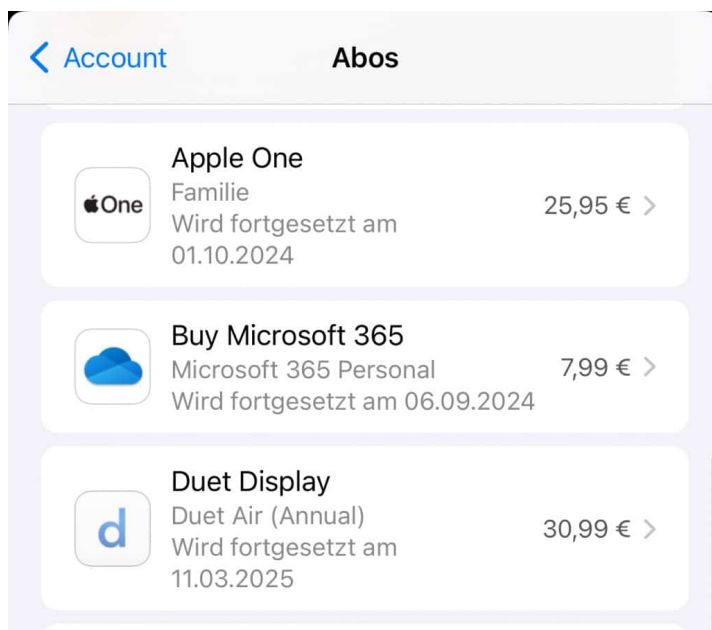 Account
Abos
One
Apple One
Familie
Wird fortgesetzt am
01.10.2024
25,95 €
Buy Microsoft 365
Microsoft 365 Personal
Wird fortgesetzt am 06.09.2024
7,99 €
d
Duet Display
Duet Air (Annual)
Wird fortgesetzt am
11.03.2025
30,99 €